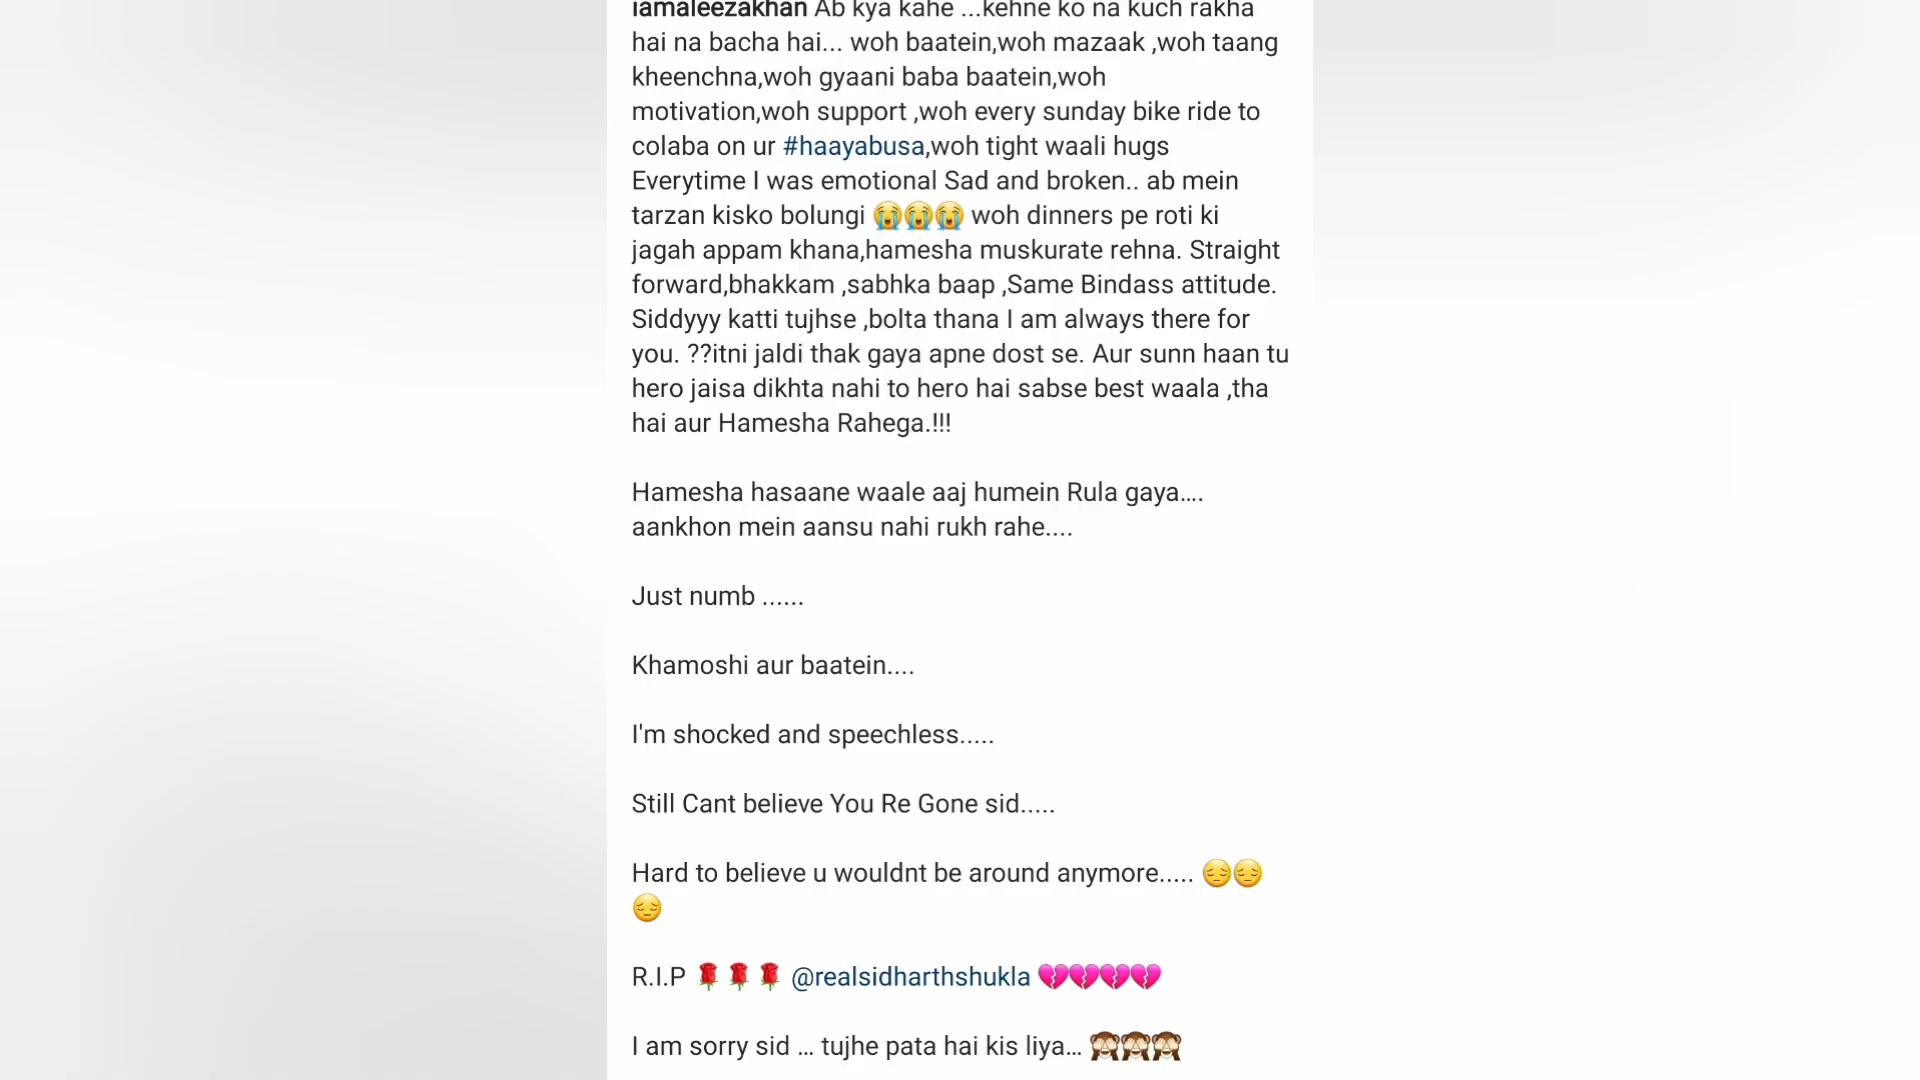 iamaleezakhan Ab kya kahe ...kehne ko na kuch rakha
hai na bacha hai... woh baatein,woh mazaak ,woh taang
kheenchna,woh gyaani baba baatein,woh
motivation,woh support ,woh every sunday bike ride to
colaba on ur #haayabusa,woh tight waali hugs
Everytime I was emotional Sad and broken.. ab mein
tarzan kisko bolungi 😭😭😭 woh dinners pe roti ki
jagah appam khana,hamesha muskurate rehna. Straight
forward,bhakkam ,sabhka baap ,Same Bindass attitude.
Siddyyy katti tujhse ,bolta thana I am always there for
you. ??itni jaldi thak gaya apne dost se. Aur sunn haan tu
hero jaisa dikhta nahi to hero hai sabse best waala ,tha
hai aur Hamesha Rahega.!!!
Hamesha hasaane waale aaj humein Rula gaya....
aankhon mein aansu nahi rukh rahe....
Just numb ......
Khamoshi aur baatein....
I'm shocked and speechless.....
Still Cant believe You Re Gone sid.....
Hard to believe u wouldnt be around anymore..... 😔😔
😔
R.I.P 🌹🌹🌹 @realsidharthshukla 💔💔💔💔
I am sorry sid ... tujhe pata hai kis liya... 🙈🙈🙈